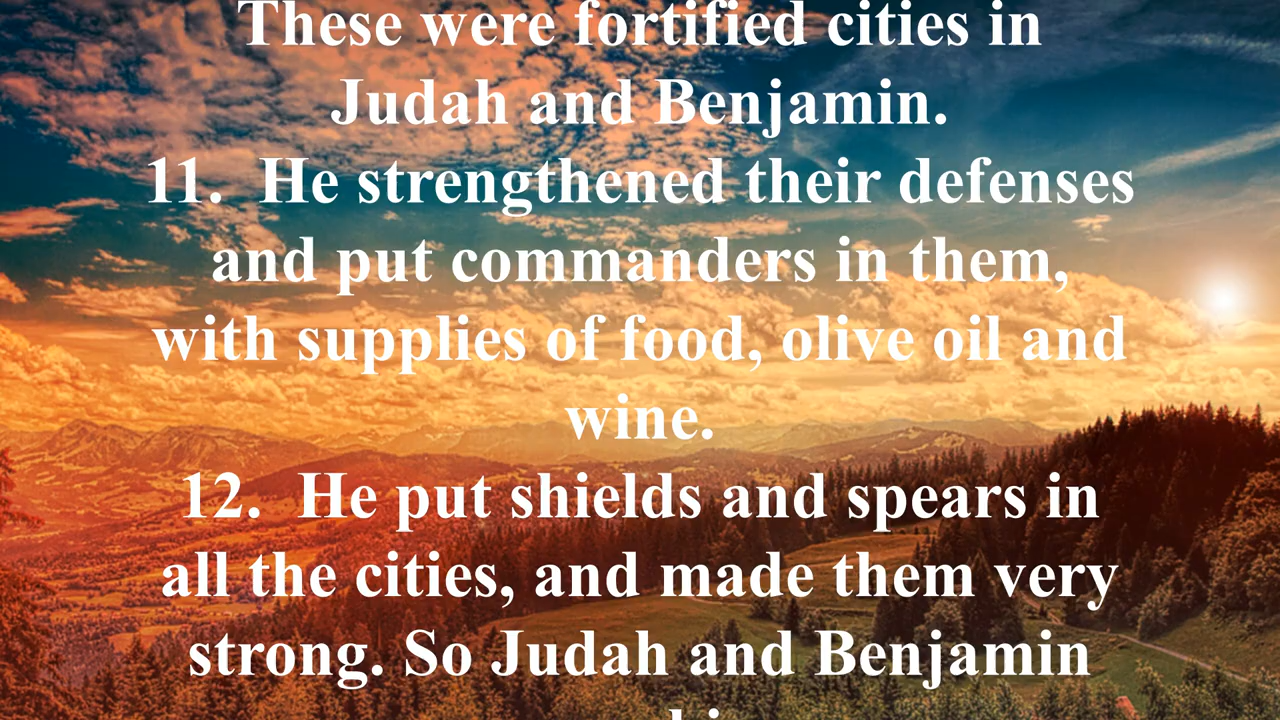 These were fortified cities in
Judah and Benjamin.
11.  He strengthened their defenses
and put commanders in them,
with supplies of food, olive oil and
wine.
12.  He put shields and spears in
all the cities, and made them very
strong. So Judah and Benjamin